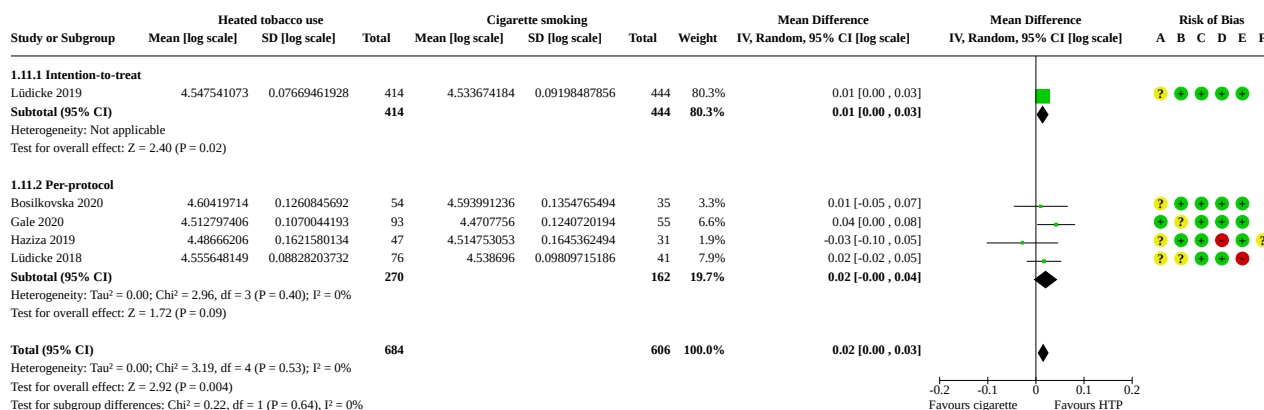 Heated tobacco use Cigarette smoking Mean Difference Mean Difference Risk of Bias
Study or Subgroup Mean [log scale] SD [log scale] Total Mean [log scale] SD [log scale] Total Weight IV, Random, 95% CI [log scale] IV, Random, 95% CI [log scale] A B C D E F
1.11.1 Intention-to-treat
Lüdicke 2019 4.547541073 0.07669461928 414 4.533674184 0.09198487856 444 80.3% 0.01 [0.00 , 0.03] ? + + + +
Subtotal (95% CI) 414 444 80.3% 0.01 [0.00 , 0.03]
Heterogeneity: Not applicable
Test for overall effect: Z = 2.40 (P = 0.02)
1.11.2 Per-protocol
Bosilkovska 2020 4.60419714 0.1260845692 54 4.593991236 0.1354765494 35 3.3% 0.01 [-0.05 , 0.07] ? + + + +
Gale 2020 4.512797406 0.1070044193 93 4.4707756 0.1240720194 55 6.6% 0.04 [0.00 , 0.08] + ? + + +
Haziza 2019 4.48666206 0.1621580134 47 4.514753053 0.1645362494 31 1.9% -0.03 [-0.10 , 0.05] ? + + - + ?
Lüdicke 2018 4.555648149 0.08828203732 76 4.538696 0.09809715186 41 7.9% 0.02 [-0.02 , 0.05] ? ? + + -
Subtotal (95% CI) 270 162 19.7% 0.02 [-0.00 , 0.04]
Heterogeneity: Tau² = 0.00; Chi² = 2.96, df = 3 (P = 0.40); I² = 0%
Test for overall effect: Z = 1.72 (P = 0.09)
Total (95% CI) 684 606 100.0% 0.02 [0.00 , 0.03]
Heterogeneity: Tau² = 0.00; Chi² = 3.19, df = 4 (P = 0.53); I² = 0%
Test for overall effect: Z = 2.92 (P = 0.004) -0.2 -0.1 0 0.1 0.2
Test for subgroup differences: Chi² = 0.22, df = 1 (P = 0.64), I² = 0% Favours cigarette Favours HTP